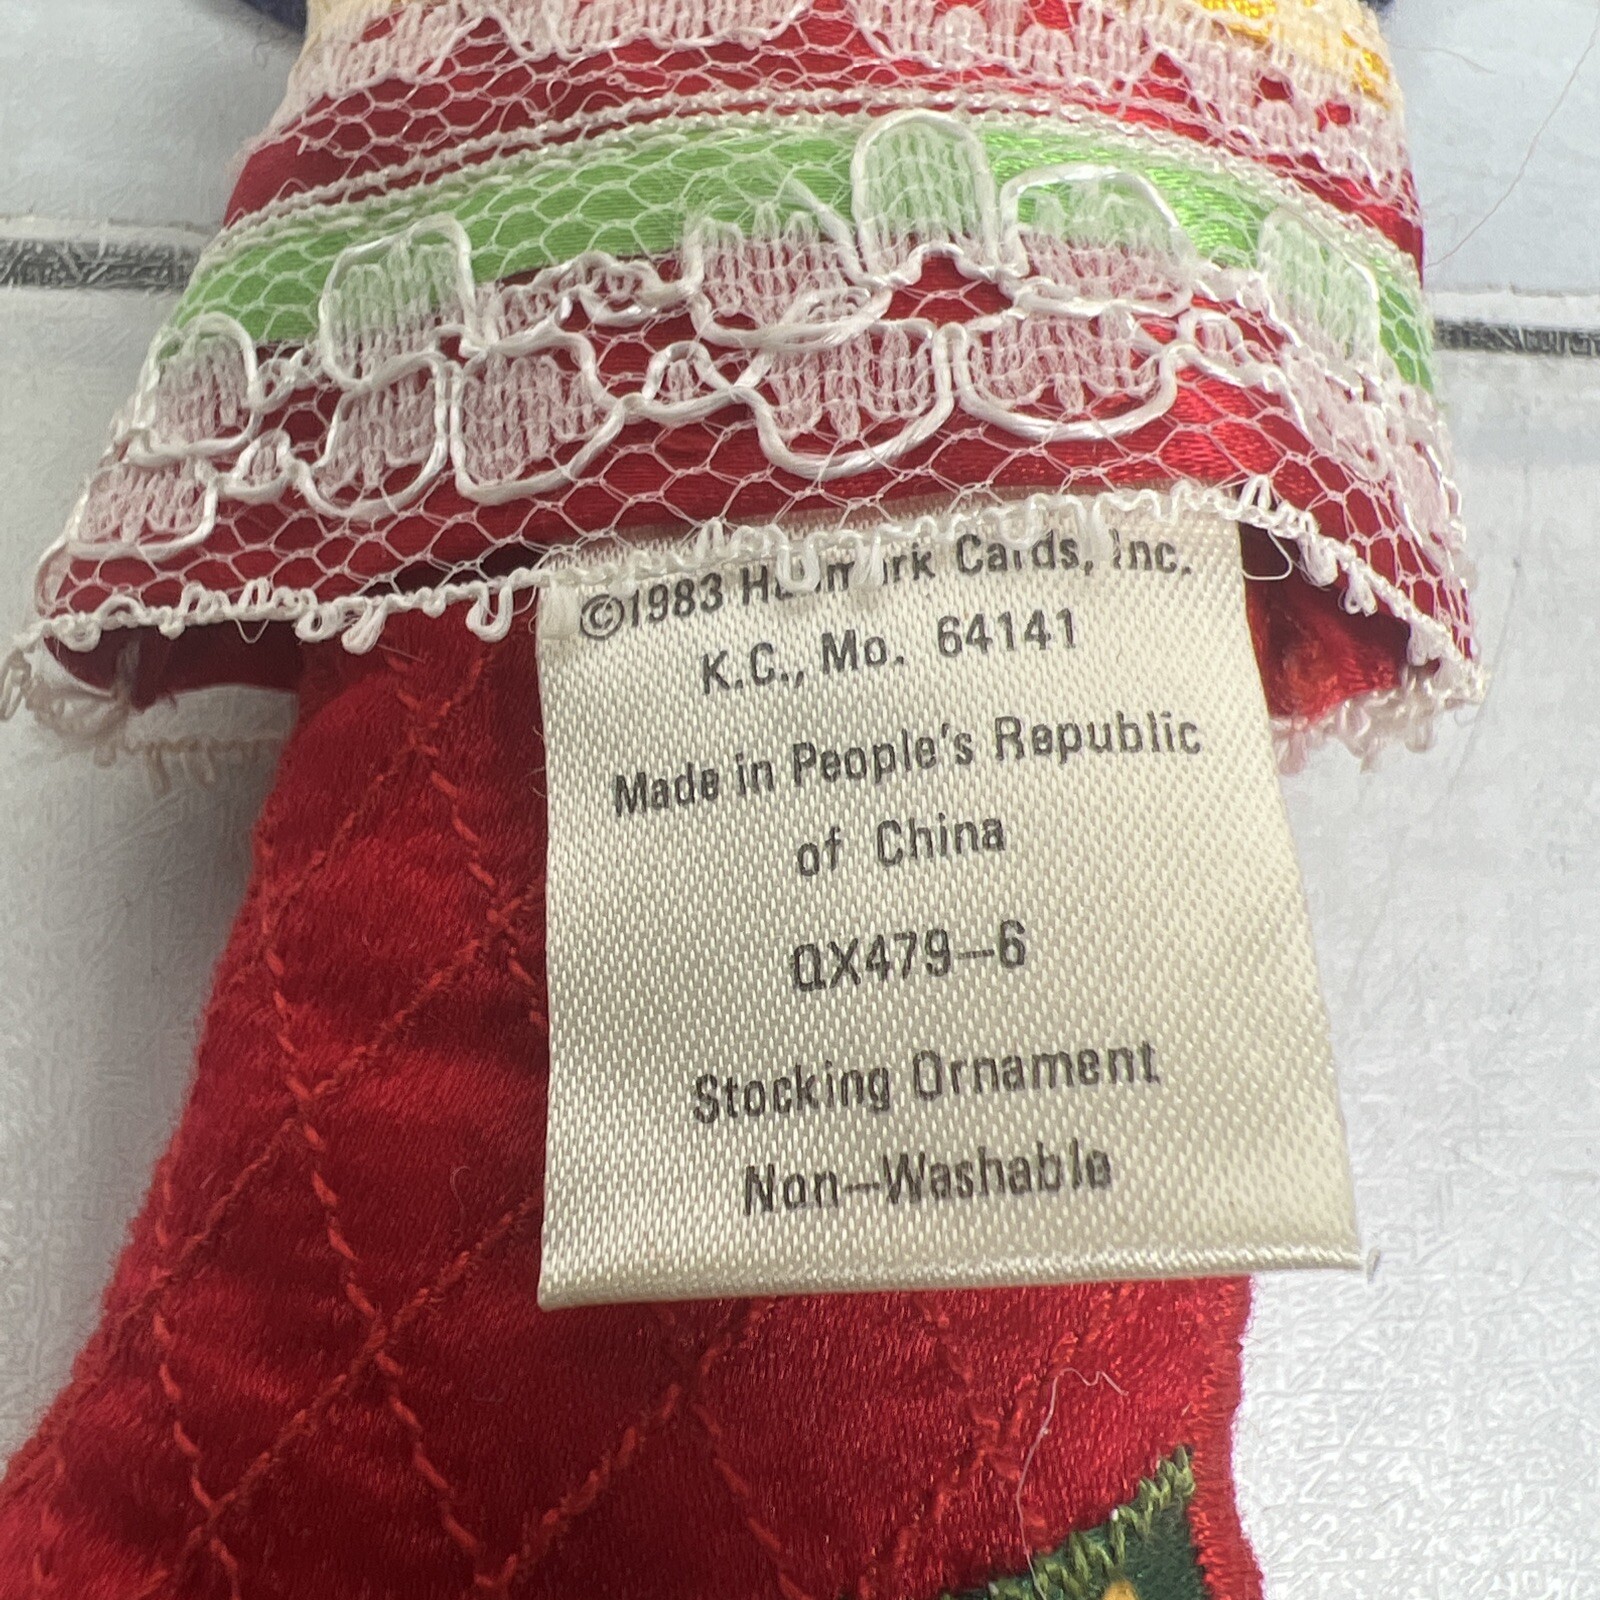 ©1983 Hallmark Cards, Inc.
K.C., Mo. 64141
Made in People's Republic
of China
QX479-6
Stocking Ornament
Non-Washable